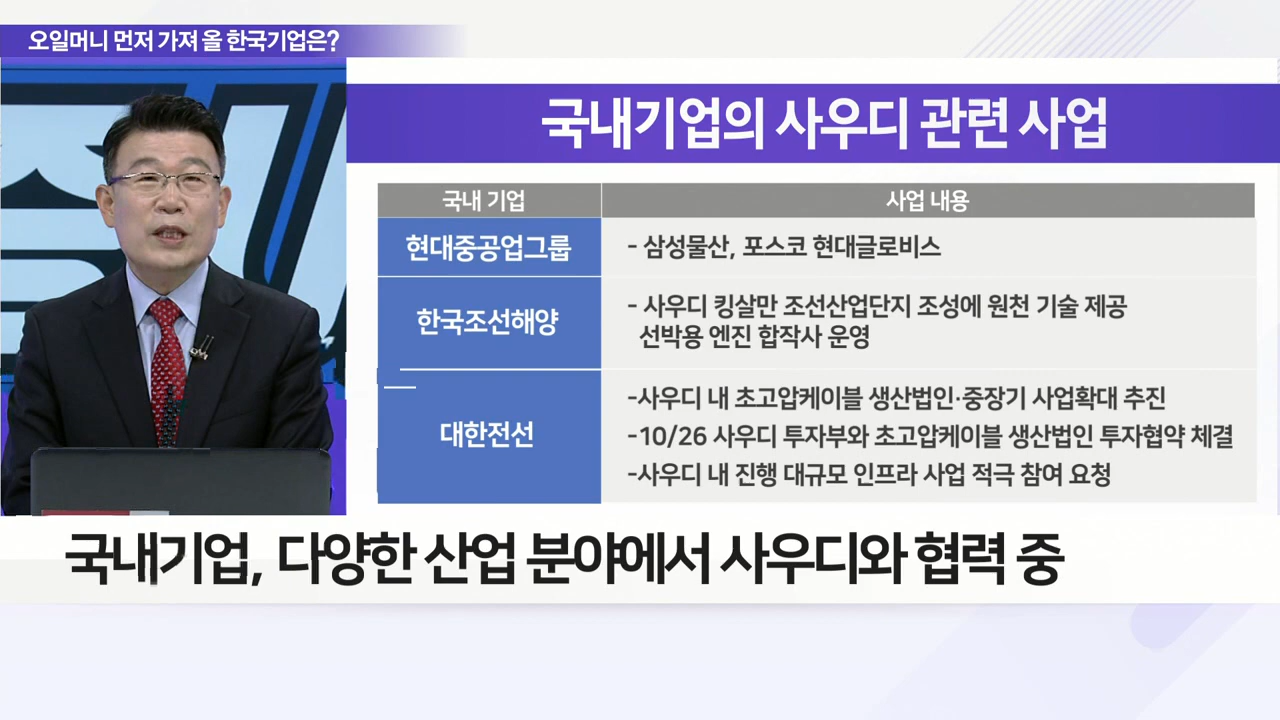 오일머니 먼저 가져 올 한국기업은?
국내기업의 사우디 관련 사업
국내 기업
사업 내용
현대중공업그룹
- 삼성물산, 포스코 현대글로비스
한국조선해양
- 사우디 킹살만 조선산업단지 조성에 원천 기술 제공
선박용 엔진 합작사 운영
대한전선
-사우디 내 초고압케이블 생산법인·중장기 사업확대 추진
-10/26 사우디 투자부와 초고압케이블 생산법인 투자협약 체결
-사우디 내 진행 대규모 인프라 사업 적극 참여 요청
국내기업, 다양한 산업 분야에서 사우디와 협력 중